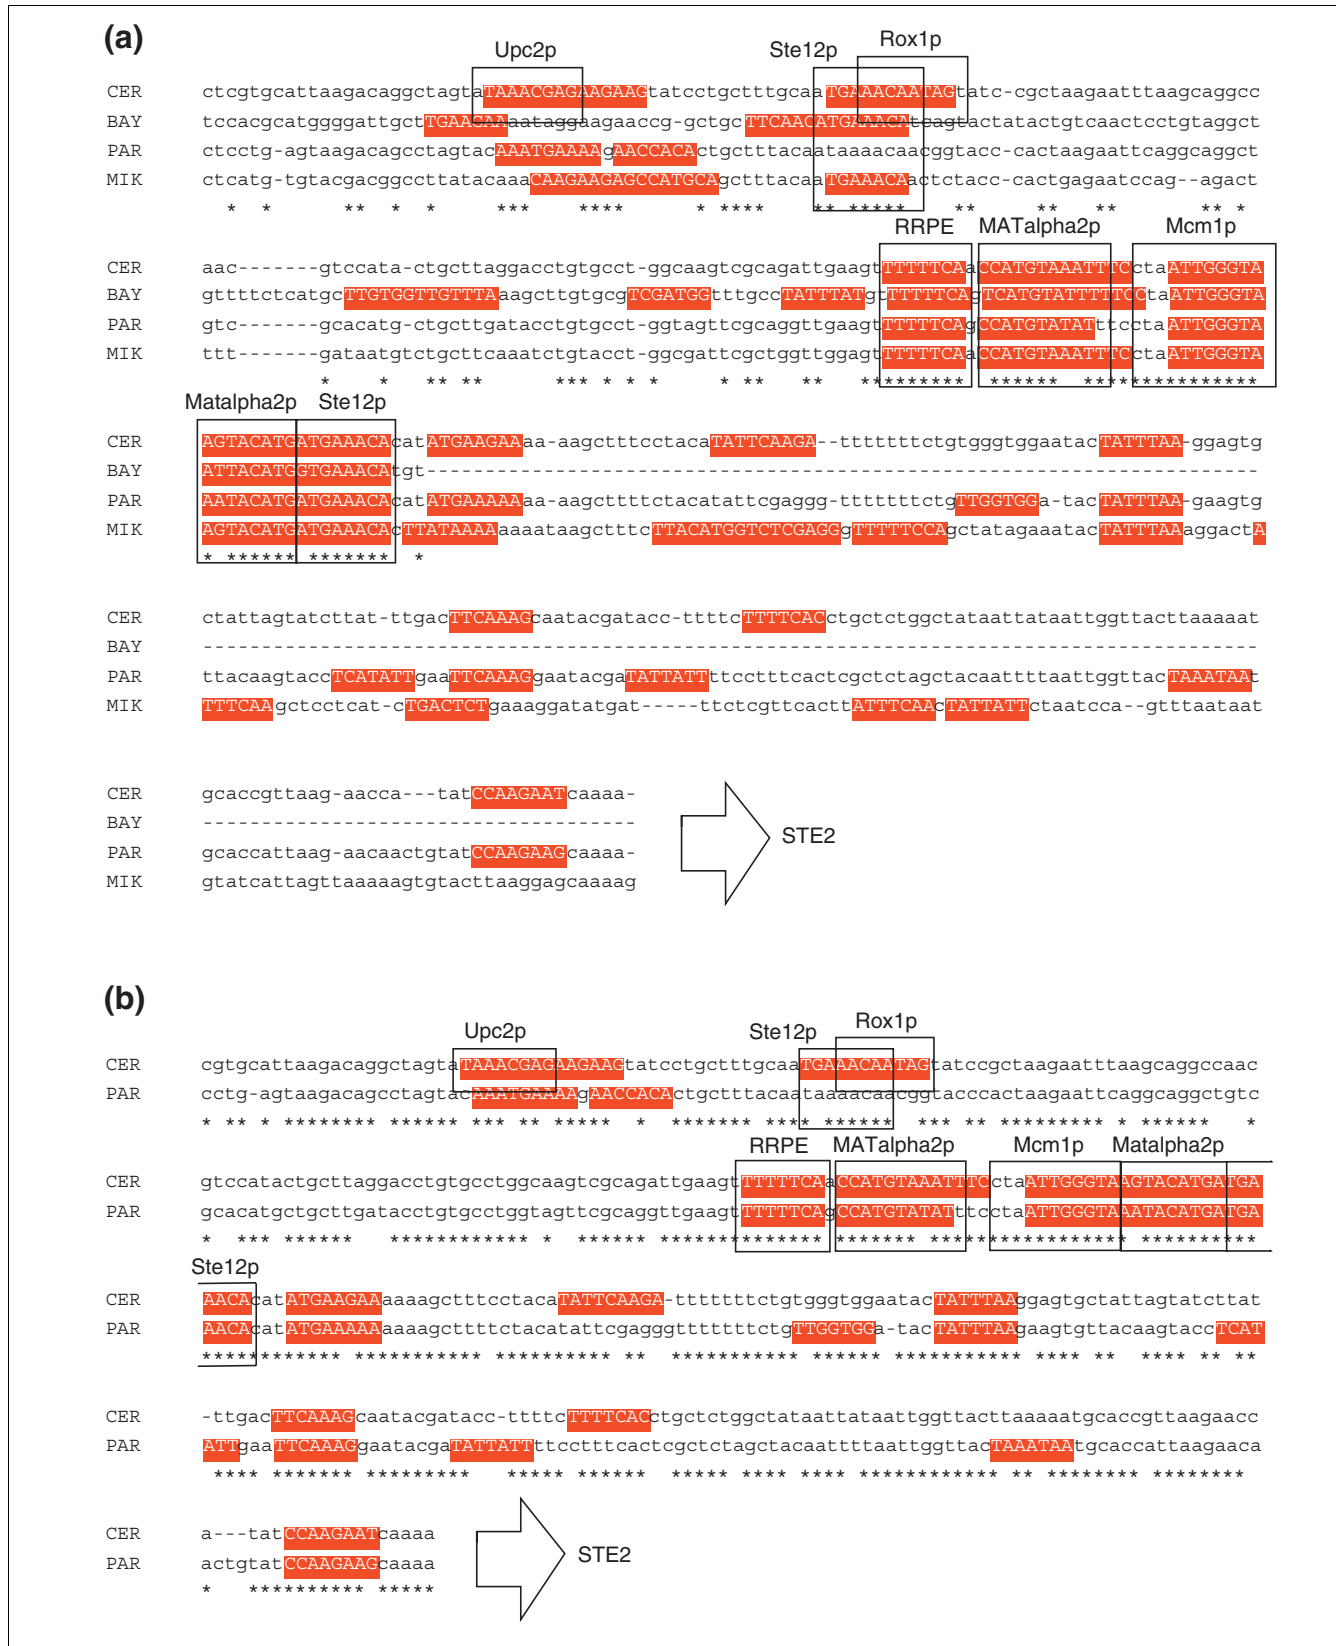 (a)
Upc2p Ste12p Rox1p
CER ctcgtgcattaagacaggctagtaTAAACGAGAAGAAGtatcctgctttgcaaTGAAACAATAGtatc-cgctaagaatttaagcaggcc
BAY tccacgcatggggattgctTGAACAAaataggaagaaccg-gctgcTTCAACATGAAACAtcagtactatactgtcaactcctgtaggct
PAR ctcctg-agtaagacagcctagtacAAATGAAAAgAACCACActgctttacaataaaacaacggtaccc-cactaagaattcaggcaggct
MIK ctcatg-tgtacgacggccttatacaaaCAAGAAGAGCCATGCAgctttacaaTGAAACAactctaccc-cactgagaatccag--agact
* * ** * * *** **** * **** ** ***** ** ** ** ** *
RRPE MATalpha2p Mcm1p
CER aac-------gtccata-ctgcttaggacctgtgcct-ggcaagtcgcagattgaagtTTTTTCAaCCATGTAAATTTCctaATTGGGTA
BAY gttttctcatgcTTGTGGTTGTTTAaagcttgtgcgTCGATGGtttgccTATTTATgtTTTTTCAgTCATGTATTTTTCCtaATTGGGTA
PAR gtc-------gcacatg-ctgcttgatacctgtgcct-ggtagttcgcaggttgaagtTTTTTCAgCCATGTATATttcctaATTGGGTA
MIK ttt-------gataatgtctgcttcaaatctgtacct-ggcgattcgctggttggagtTTTTTCAaCCATGTAAATTTCctaATTGGGTA
* * ** ** *** * * * * ** ** ********* ****** ***************
Matalpha2p Ste12p
CER AGTACATGATGAAACAcatATGAAGAAaa-aagctttcctacaTATTCAAGA--tttttttctgtgggtggaatacTATTTAA-ggagtg
BAY ATTACATGGTGAAACAtgt-----------------------------------------------------------------------
PAR AATACATGATGAAACAcatATGAAAAAaa-aagcttttctacatattcgaggg-tttttttctgTTGGTGGa-tacTATTTAA-gaagtg
MIK AGTACATGATGAAACActTATAAAAaaaataagctttcTTACATGGTCTCGAGGgTTTTTCCAgctatagaaatacTATTTAAaggactA
* ****** ******* *
CER ctattagtatcttat-ttgacTTCAAAGcaatacgatacc-ttttcTTTTCACctgctctggctataattataattggttacttaaaaat
BAY ------------------------------------------------------------------------------------------
PAR ttacaagtaccTCATATTgaaTTCAAAGgaatacgaTATTATTttcctttcactcgctctagctacaattttaattggttacTAAATAAt
MIK TTTCAAgctcctcat-cTGACTCTgaaaggatatgat-----ttctcgttcacttATTTCAAcTATTATTctaatcca--gtttaataat
CER gcaccgttaag-aacca---tatCCAAGAATcaaaa-
BAY -------------------------------------
PAR gcaccattaag-aacaactgtatCCAAGAAGcaaaa-
MIK gtatcattagttaaaaagtgtacttaaggagcaaaag
STE2
(b)
Upc2p Ste12p Rox1p
CER cgtgcattaagacaggctagtaTAAACGAGAAGAAGtatcctgctttgcaaTGAAACAATAGtatccgctaagaatttaagcaggccaac
PAR cctg-agtaagacagcctagtacAAATGAAAAgAACCACActgctttacaataaaacaacggtacccactaagaattcaggcaggctgtc
* ** * ******** ******* ** ***** * ******* *** ****** *** ** ********* * ****** *
RRPE MATalpha2p Mcm1p Matalpha2p
CER gtccatactgcttaggacctgtgcctggcaagtcgcagattgaagtTTTTTCAaCCATGTAAATTTCctaATTGGGTAAGTACATGATGA
PAR gcacatgctgcttgatacctgtgcctggtagttcgcaggttgaagtTTTTTCAgCCATGTATATttcctaATTGGGTAAATACATGATGA
* *** ****** ************ * ****** ************** ******* **************** **********
Ste12p
CER AACAcatATGAAGAAaaaagctttcctacaTATTCAAGA-tttttttctgtgggtggaatacTATTTAAggagtgctattagtatcttat
PAR AACAcatATGAAAAAaaaagcttttctacatattcgagggtttttttctgTTGGTGGa-tacTATTTAAgaagtgttacaagtaccTCAT
************ *********** ********** ** *********** ****** *********** **** ** **** ** **
CER -ttgacTTCAAAGcaatacgatacc-ttttcTTTTCACctgctctggctataattataattggttacttaaaaatgcaccgttaagaacc
PAR ATTgaaTTCAAAGgaatacgaTATTATTttcctttcactcgctctagctacaattttaattggttacTAAATAAtgcaccattaagaaca
**** ******* ********* ***** ****** ***** **** **** ************** ** ******** ********
CER a---tatCCAAGAATcaaaa
PAR actgtatCCAAGAAGcaaaa
* ********** *****
STE2